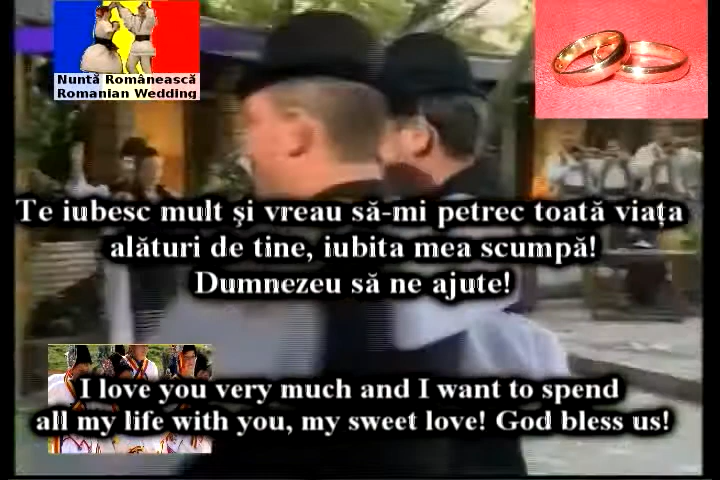 Nuntă Românească
Romanian Wedding
Te iubesc mult şi vreau să-mi petrec toată viaţa
alături de tine, iubita mea scumpă!
Dumnezeu să ne ajute!
I love you very much and I want to spend
all my life with you, my sweet love! God bless us!